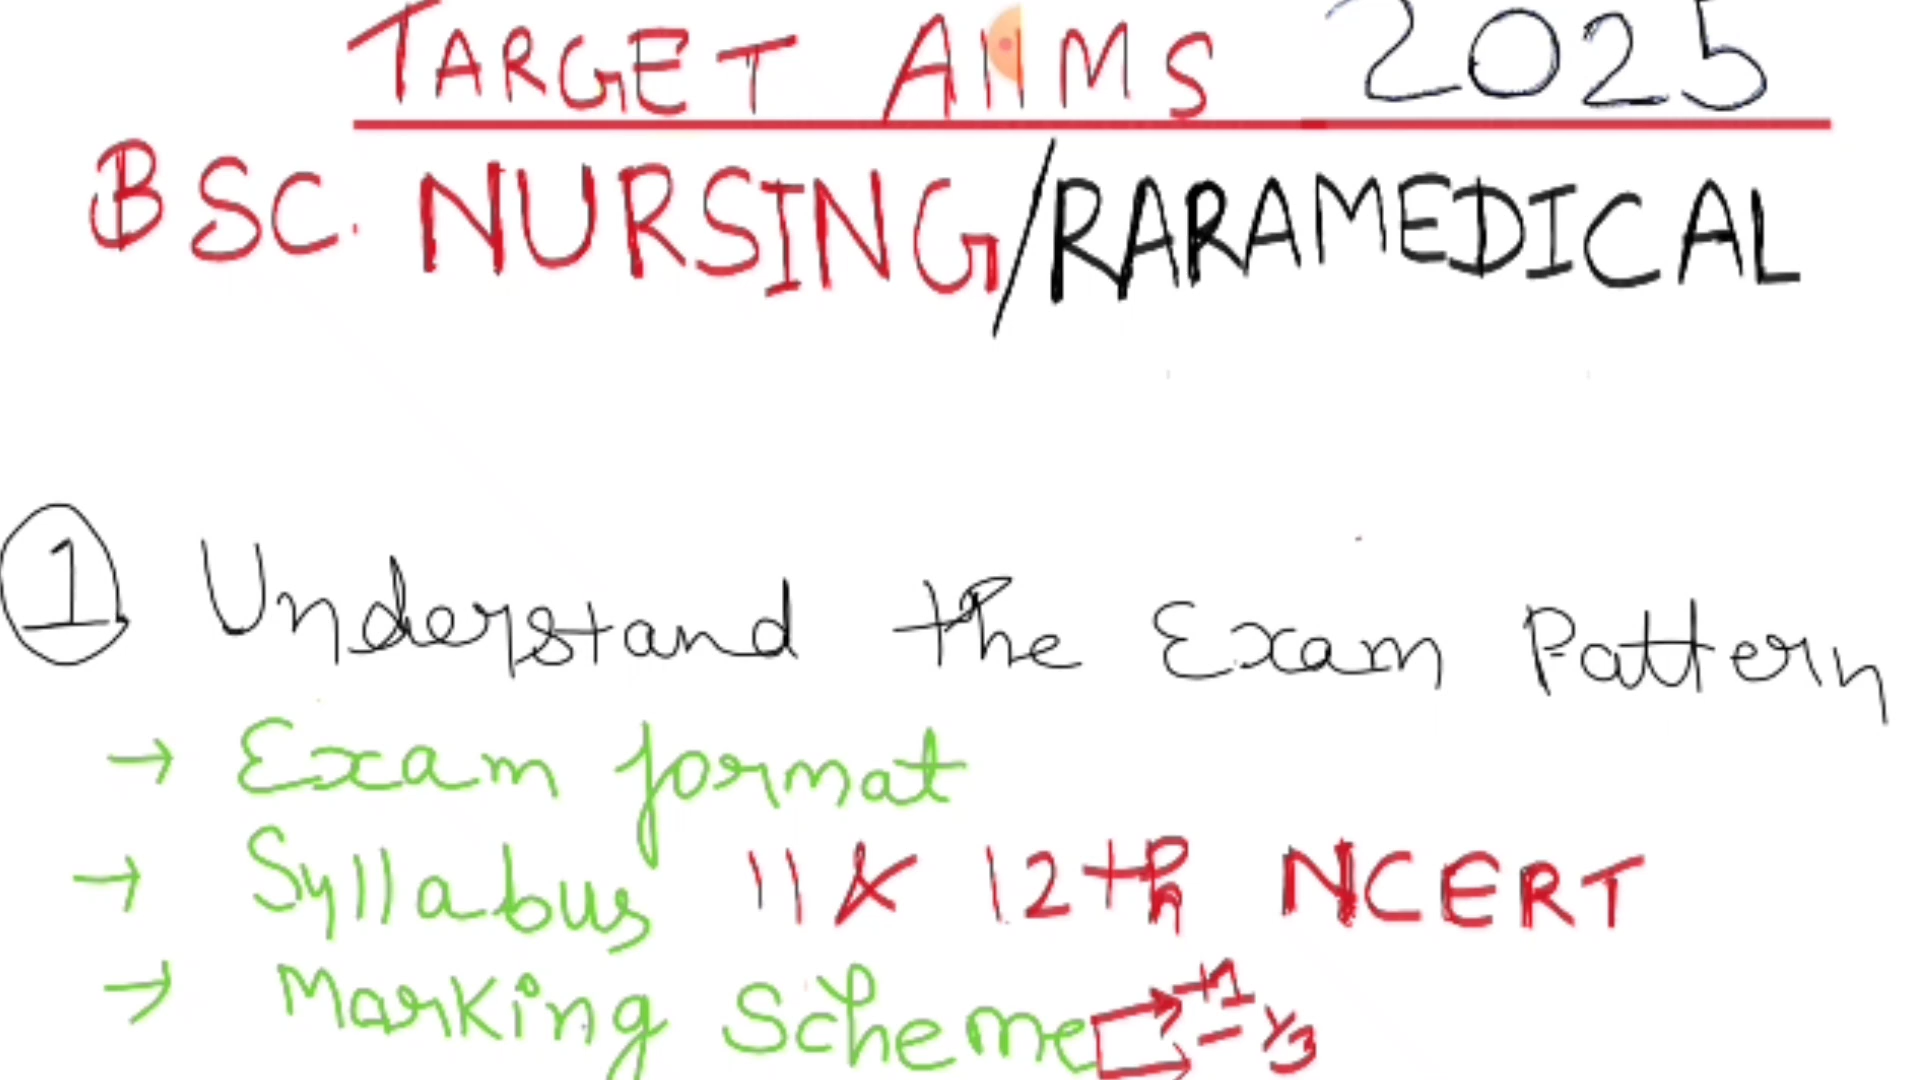 TARGET AIIMS 2025
BSC. NURSING/RARAMEDICAL
1 Understand the Exam Pattern
→ Exam format
→ Syllabus 11 & 12th NCERT
→ Marking Scheme → +1
→ - 1/3